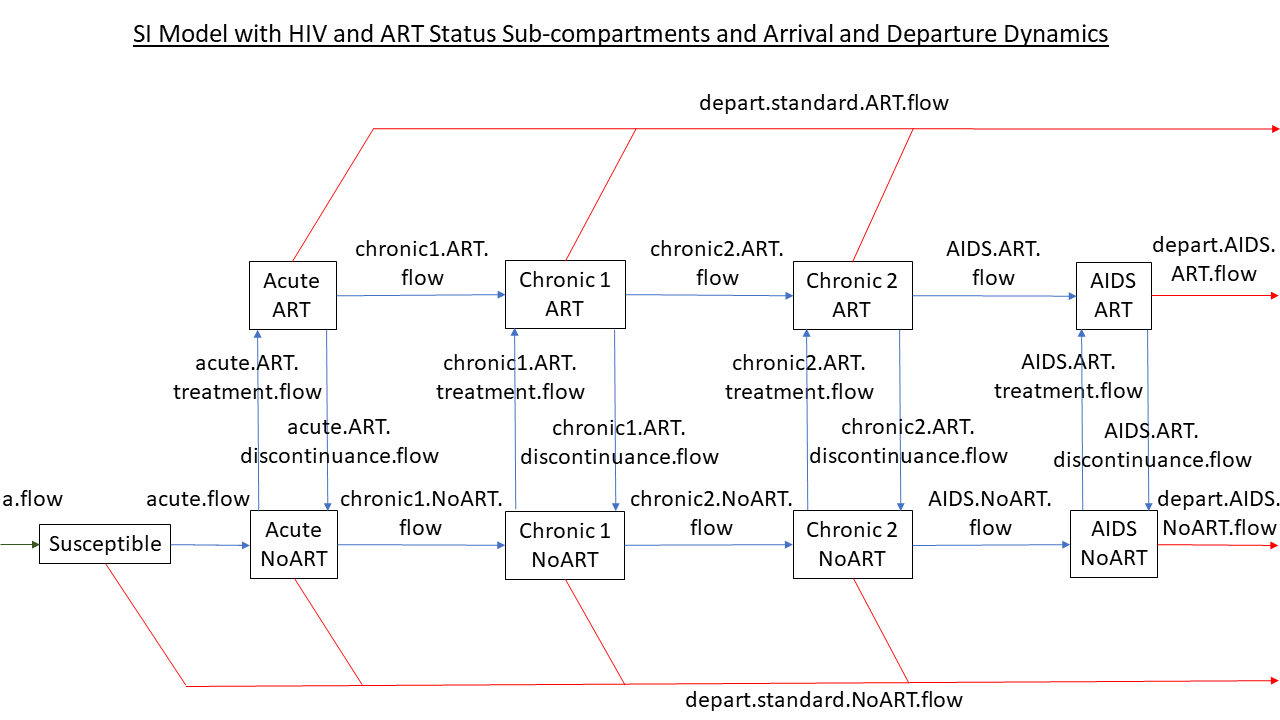 SI Model with HIV and ART Status Sub-compartments and Arrival and Departure Dynamics
depart.standard.ART.flow
chronic1.ART.
flow
chronic2.ART.
flow
AIDS.ART.
flow
depart.AIDS.
ART.flow
Acute
ART
Chronic 1
ART
Chronic 2
ART
AIDS
ART
acute.ART.
treatment.flow
chronic1.ART.
treatment.flow
chronic2.ART.
treatment.flow
AIDS.ART.
treatment.flow
acute.ART.
discontinuance.flow
chronic1.ART.
discontinuance.flow
chronic2.ART.
discontinuance.flow
AIDS.ART.
discontinuance.flow
a.flow
acute.flow
chronic1.NoART.
flow
chronic2.NoART.
flow
AIDS.NoART.
flow
depart.AIDS.
NoART.flow
Susceptible
Acute
NoART
Chronic 1
NoART
Chronic 2
NoART
AIDS
NoART
depart.standard.NoART.flow